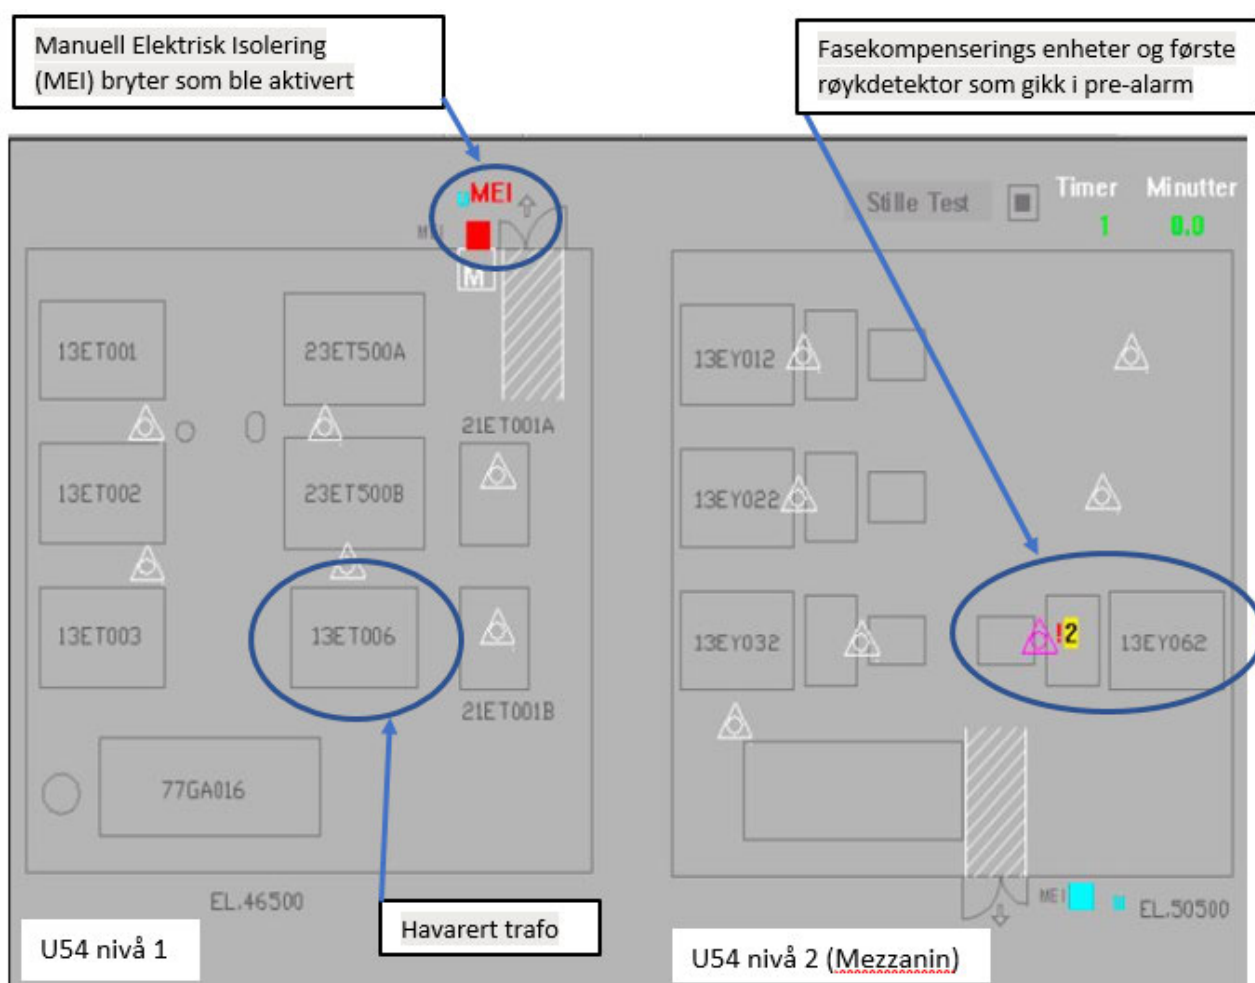 Manuell Elektrisk Isolering
(MEI) bryter som ble aktivert
Fasekompenserings enheter og første
røykdetektor som gikk i pre-alarm
MEI
MEI
M
Stille Test
Timer
Minutter
1
0.0
13ET001
23ET500A
21ET001A
13ET002
23ET500B
13ET003
13ET006
21ET001B
77GA016
EL.46500
U54 nivå 1
Havarert trafo
13EY012
13EY022
13EY032
!2
13EY062
MEI
EL.50500
U54 nivå 2 (Mezzanin)